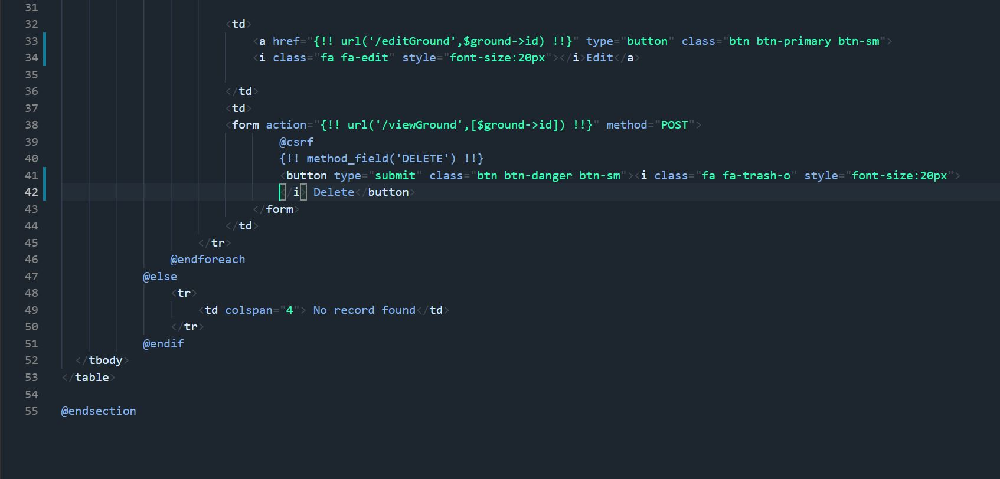 31
32 <td>
33 <a href="{!! url('/editGround',$ground->id) !!}" type="button" class="btn btn-primary btn-sm">
34 <i class="fa fa-edit" style="font-size:20px"></i>Edit</a>
35
36 </td>
37 <td>
38 <form action="{!! url('/viewGround',[$ground->id]) !!}" method="POST">
39 @csrf
40 {!! method_field('DELETE') !!}
41 <button type="submit" class="btn btn-danger btn-sm"><i class="fa fa-trash-o" style="font-size:20px">
42 </i> Delete</button>
43 </form>
44 </td>
45 </tr>
46 @endforeach
47 @else
48 <tr>
49 <td colspan="4"> No record found</td>
50 </tr>
51 @endif
52 </tbody>
53 </table>
54
55 @endsection